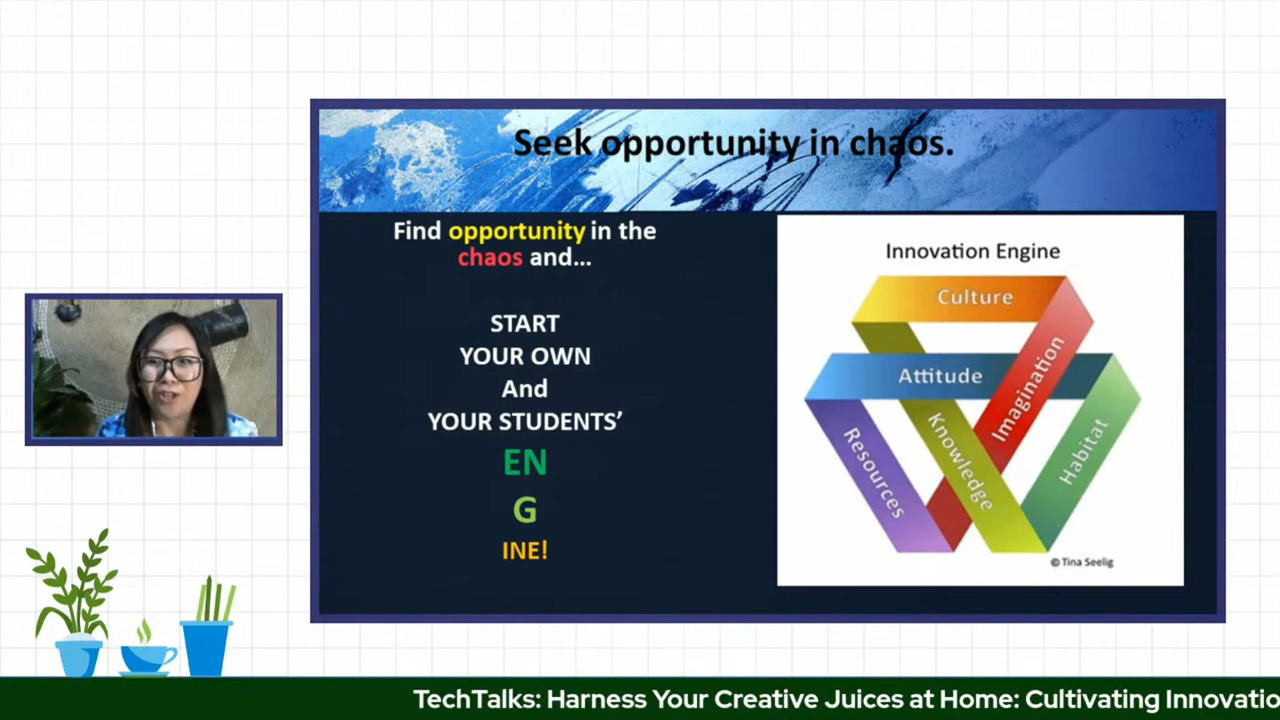 Seek opportunity in chaos.
Find opportunity in the
chaos and...
START
YOUR OWN
And
YOUR STUDENTS’
EN
G
INE!
Innovation Engine
Culture
Attitude
Imagination
Knowledge
Resources
Habitat
© Tina Seelig
TechTalks: Harness Your Creative Juices at Home: Cultivating Innovatio